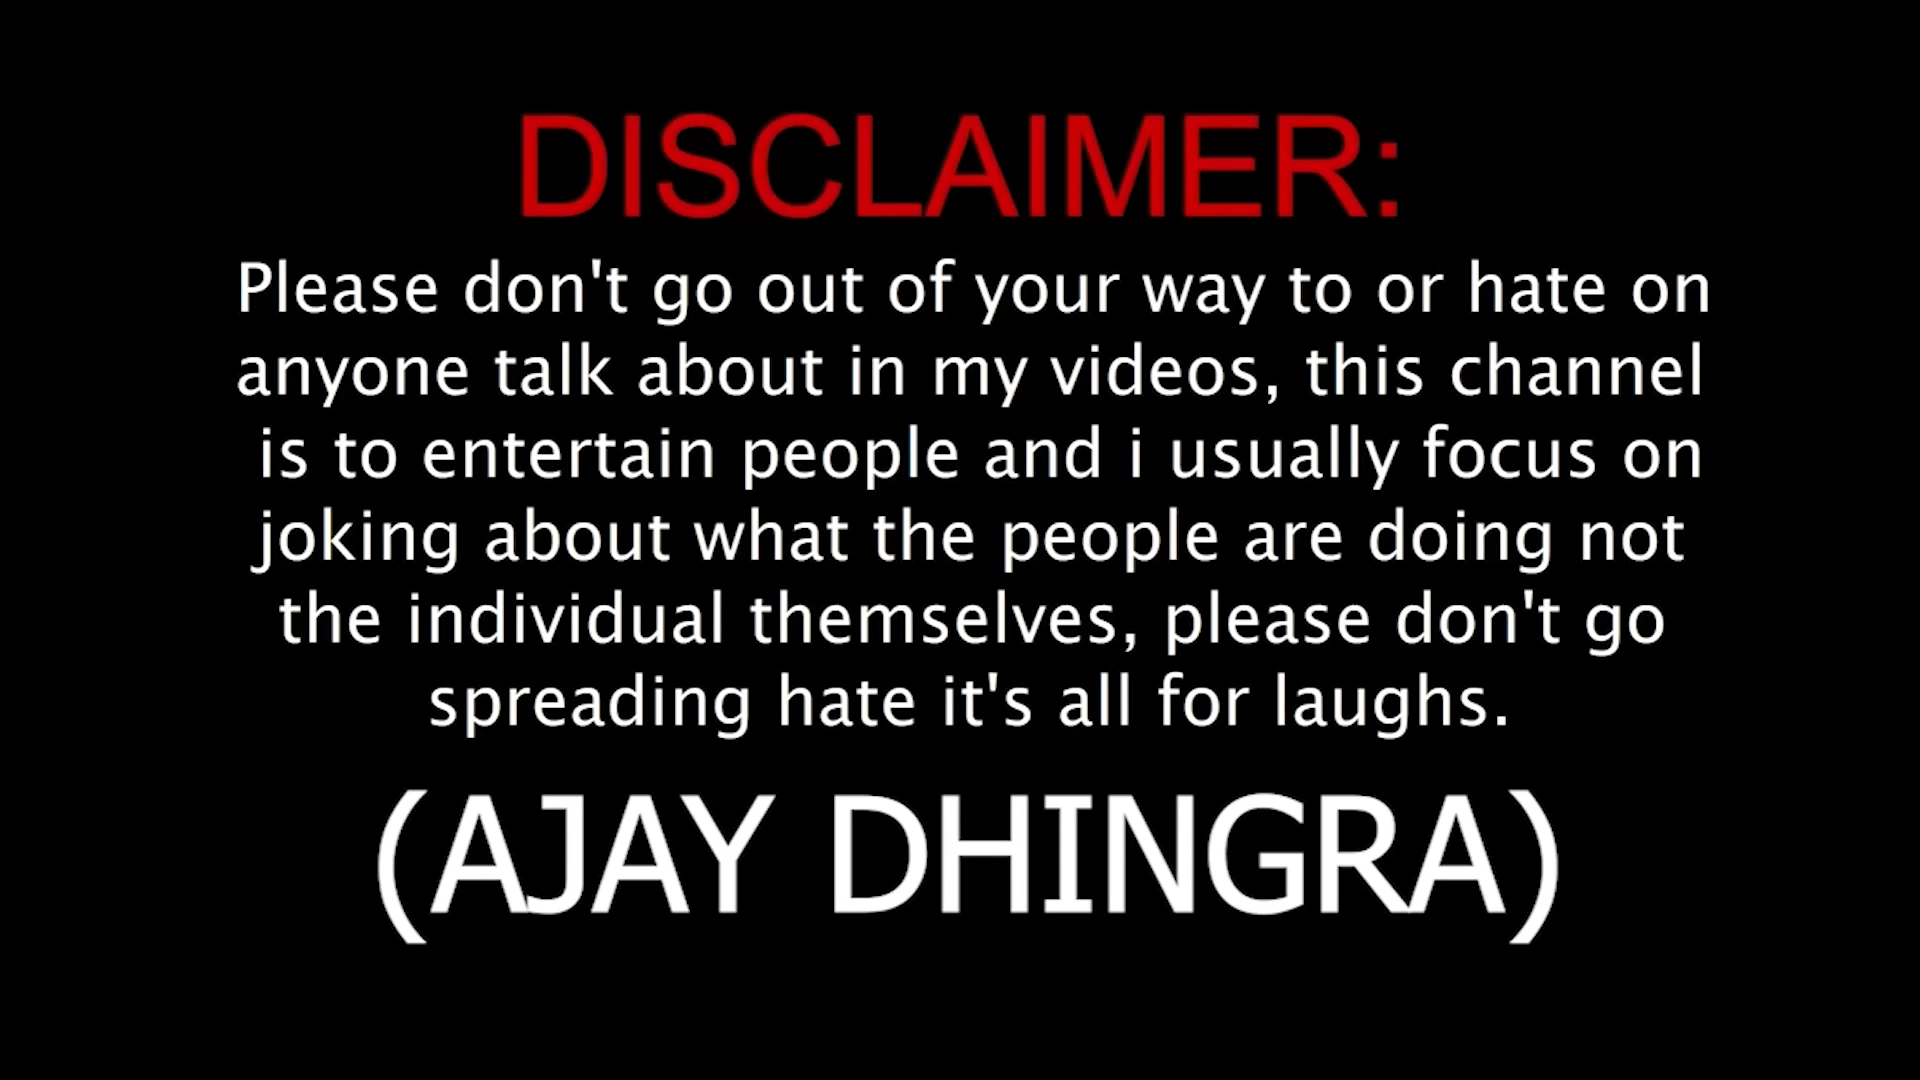 DISCLAIMER:
Please don't go out of your way to or hate on
anyone talk about in my videos, this channel
is to entertain people and i usually focus on
joking about what the people are doing not
the individual themselves, please don't go
spreading hate it's all for laughs.
(AJAY DHINGRA)